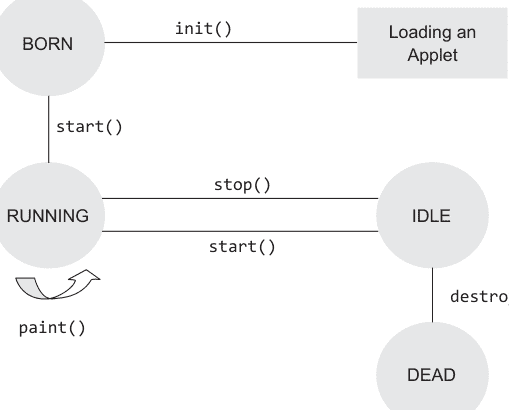 init()
BORN
Loading an
Applet
start()
stop()
RUNNING
IDLE
start()
paint()
DEAD